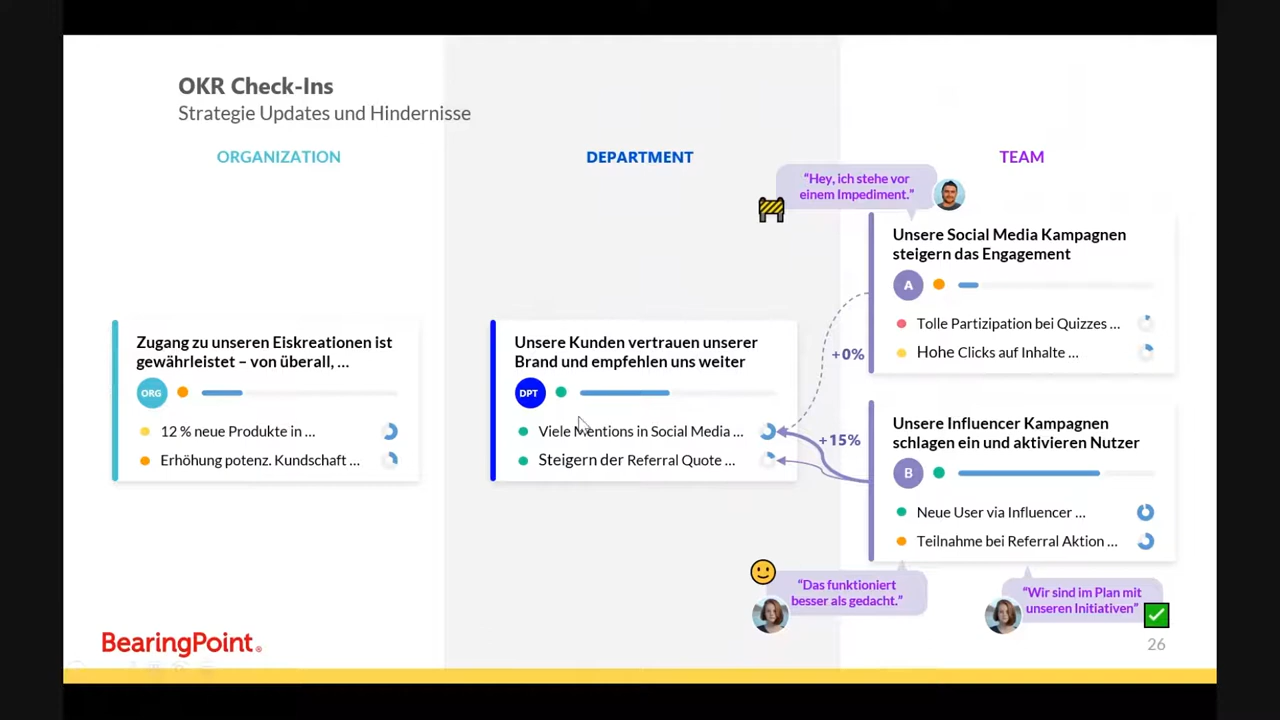 OKR Check-Ins
Strategie Updates und Hindernisse
ORGANIZATION
DEPARTMENT
TEAM
“Hey, ich stehe vor
einem Impediment.”
Unsere Social Media Kampagnen
steigern das Engagement
A
Tolle Partizipation bei Quizzes ...
Hohe Clicks auf Inhalte ...
Zugang zu unseren Eiskreationen ist
gewährleistet – von überall, ...
ORG
12 % neue Produkte in ...
Erhöhung potenz. Kundschaft ...
Unsere Kunden vertrauen unserer
Brand und empfehlen uns weiter
DPT
Viele Mentions in Social Media ...
Steigern der Referral Quote ...
+0%
+15%
Unsere Influencer Kampagnen
schlagen ein und aktivieren Nutzer
B
Neue User via Influencer ...
Teilnahme bei Referral Aktion ...
“Das funktioniert
besser als gedacht.”
“Wir sind im Plan mit
unseren Initiativen”
BearingPoint®
26